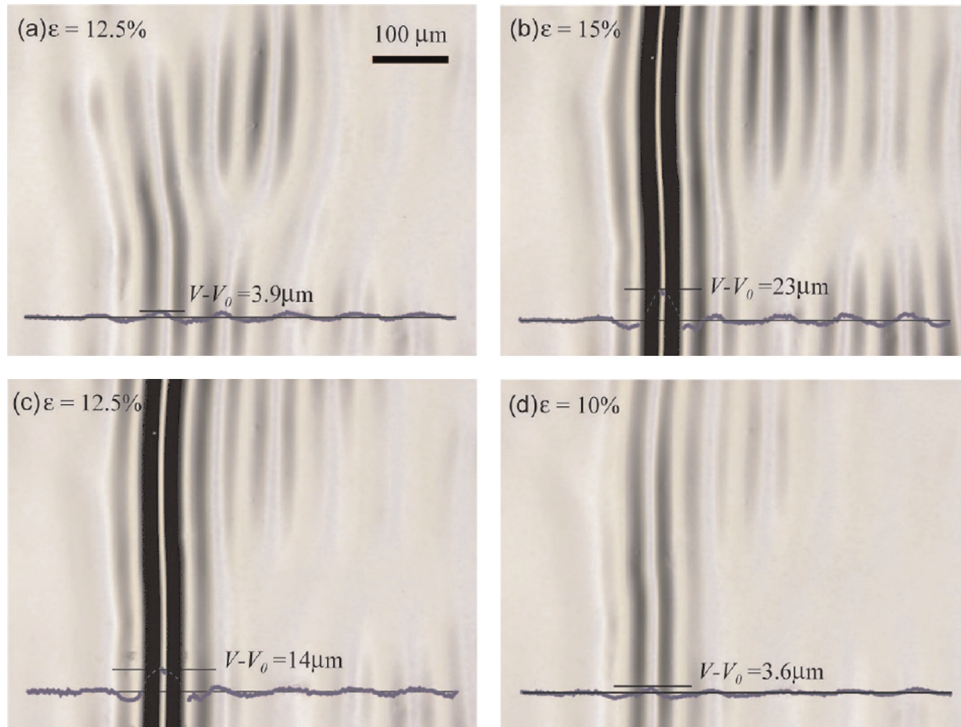 (a) ε = 12.5%
100 μm
V-V₀ =3.9μm
(b) ε = 15%
V-V₀ =23μm
(c) ε = 12.5%
V-V₀ =14μm
(d) ε = 10%
V-V₀ =3.6μm